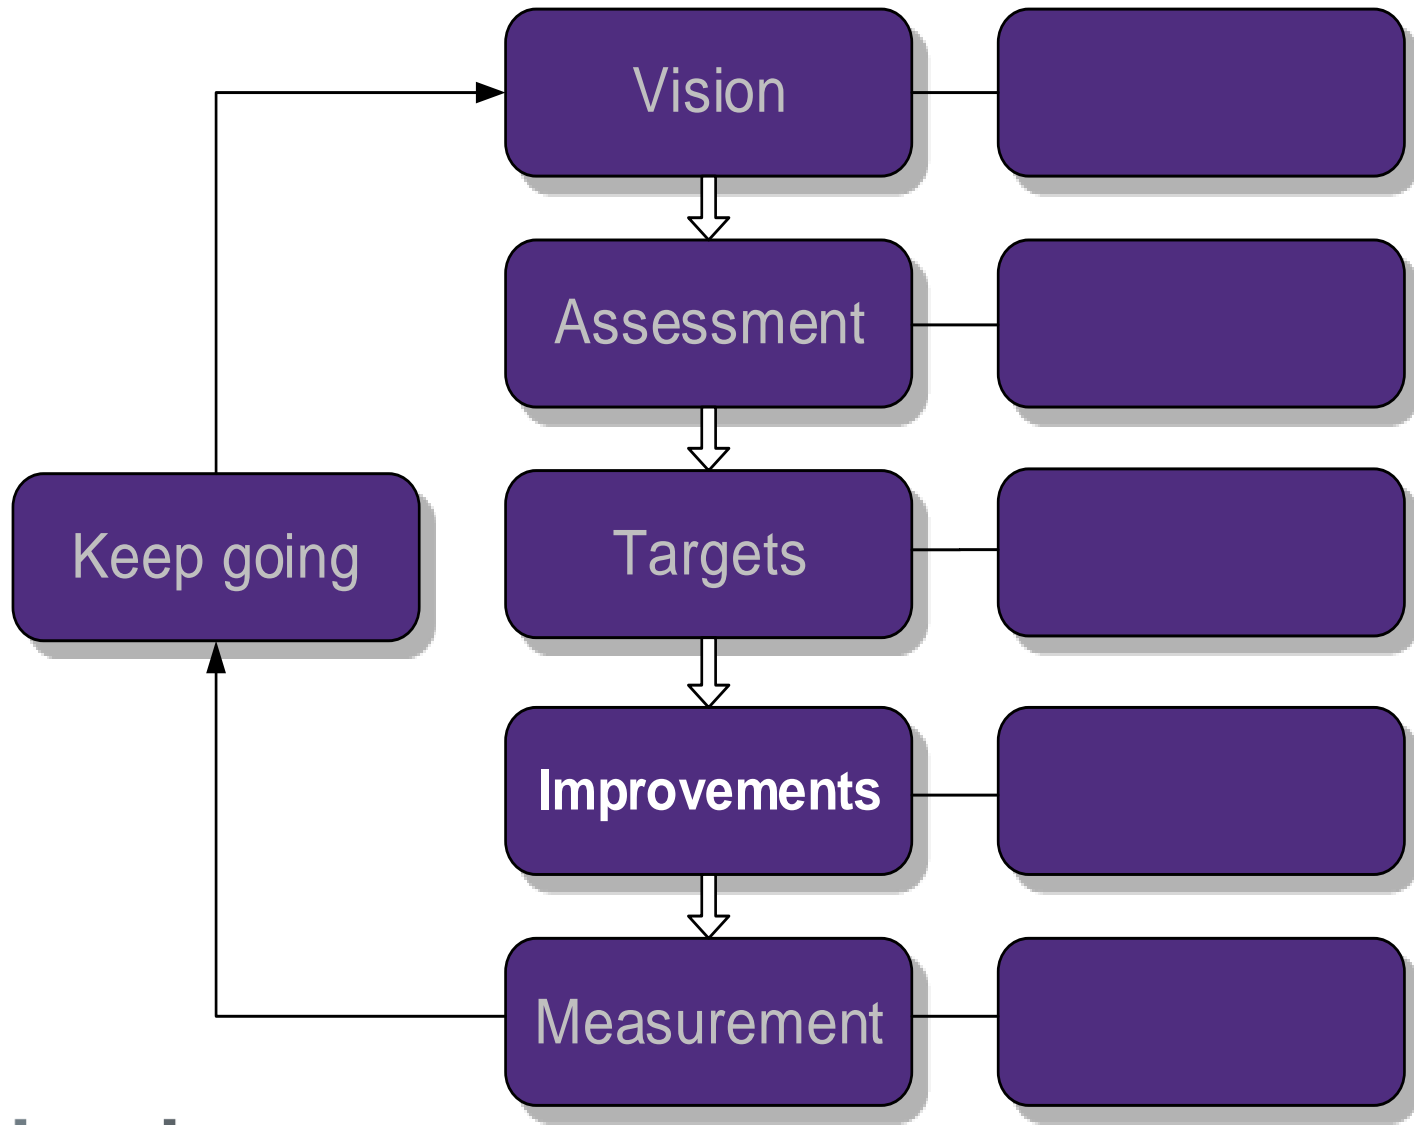 Vision
Assessment
Keep going
Targets
Improvements
Measurement